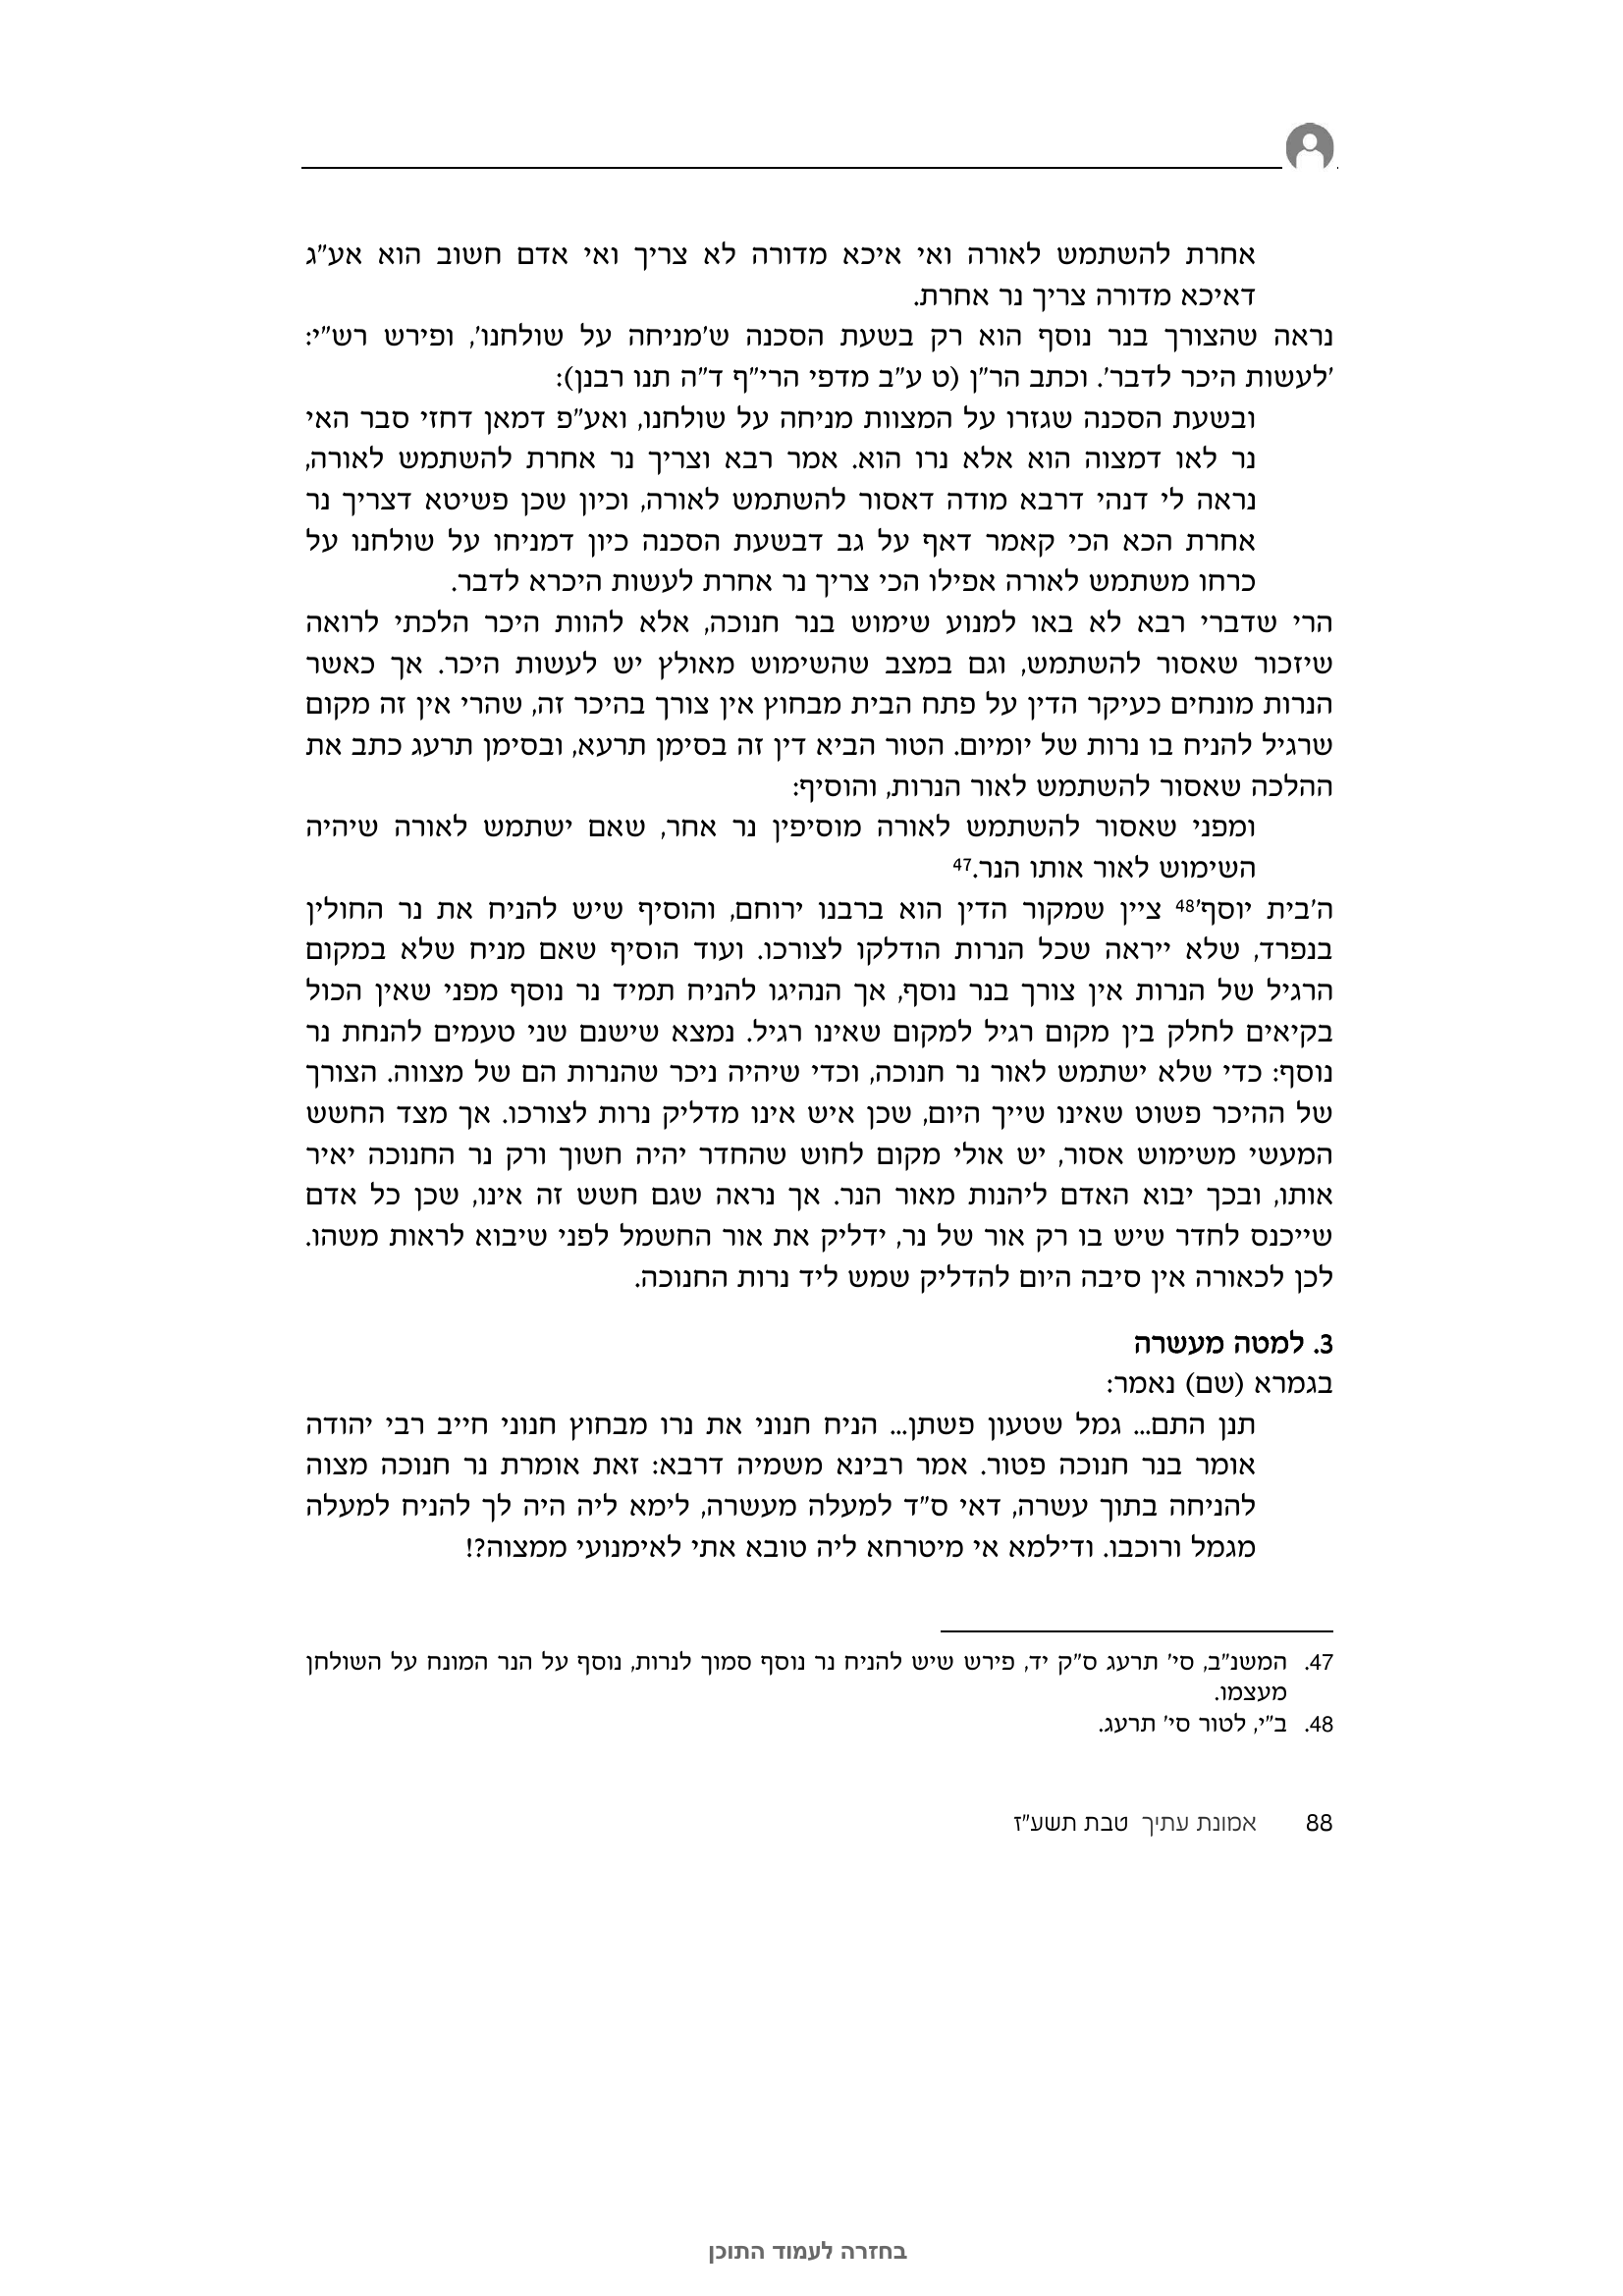 אחרת להשתמש לאורה ואי איכא מדורה לא צריך ואי אדם חשוב הוא אע"ג
דאיכא מדורה צריך נר אחרת.
נראה שהצורך בנר נוסף הוא רק בשעת הסכנה ש'מניחה על שולחנו', ופירש רש"י:
'לעשות היכר לדבר'. וכתב הר"ן (ט ע"ב מדפי הרי"ף ד"ה תנו רבנן):
ובשעת הסכנה שגזרו על המצוות מניחה על שולחנו, ואע"פ דמאן דחזי סבר האי
נר לאו דמצוה הוא אלא נרו הוא. אמר רבא וצריך נר אחרת להשתמש לאורה,
נראה לי דנהי דרבא מודה דאסור להשתמש לאורה, וכיון שכן פשיטא דצריך נר
אחרת הכא הכי קאמר דאף על גב דבשעת הסכנה כיון דמניחו על שולחנו על
כרחו משתמש לאורה אפילו הכי צריך נר אחרת לעשות היכרא לדבר.
הרי שדברי רבא לא באו למנוע שימוש בנר חנוכה, אלא להוות היכר הלכתי לרואה
שיזכור שאסור להשתמש, וגם במצב שהשימוש מאולץ יש לעשות היכר. אך כאשר
הנרות מונחים כעיקר הדין על פתח הבית מבחוץ אין צורך בהיכר זה, שהרי אין זה מקום
שרגיל להניח בו נרות של יומיום. הטור הביא דין זה בסימן תרעא, ובסימן תרעג כתב את
ההלכה שאסור להשתמש לאור הנרות, והוסיף:
ומפני שאסור להשתמש לאורה מוסיפין נר אחר, שאם ישתמש לאורה שיהיה
השימוש לאור אותו הנר.47
ה'בית יוסף'48 ציין שמקור הדין הוא ברבנו ירוחם, והוסיף שיש להניח את נר החולין
בנפרד, שלא ייראה שכל הנרות הודלקו לצורכו. ועוד הוסיף שאם מניח שלא במקום
הרגיל של הנרות אין צורך בנר נוסף, אך הנהיגו להניח תמיד נר נוסף מפני שאין הכול
בקיאים לחלק בין מקום רגיל למקום שאינו רגיל. נמצא שישנם שני טעמים להנחת נר
נוסף: כדי שלא ישתמש לאור נר חנוכה, וכדי שיהיה ניכר שהנרות הם של מצווה. הצורך
של ההיכר פשוט שאינו שייך היום, שכן איש אינו מדליק נרות לצורכו. אך מצד החשש
המעשי משימוש אסור, יש אולי מקום לחוש שהחדר יהיה חשוך ורק נר החנוכה יאיר
אותו, ובכך יבוא האדם ליהנות מאור הנר. אך נראה שגם חשש זה אינו, שכן כל אדם
שייכנס לחדר שיש בו רק אור של נר, ידליק את אור החשמל לפני שיבוא לראות משהו.
לכן לכאורה אין סיבה היום להדליק שמש ליד נרות החנוכה.
3. למטה מעשרה
בגמרא (שם) נאמר:
תנן התם... גמל שטעון פשתן... הניח חנוני את נרו מבחוץ חנוני חייב רבי יהודה
אומר בנר חנוכה פטור. אמר רבינא משמיה דרבא: זאת אומרת נר חנוכה מצוה
להניחה בתוך עשרה, דאי ס"ד למעלה מעשרה, לימא ליה היה לך להניח למעלה
מגמל ורוכבו. ודילמא אי מיטרחא ליה טובא אתי לאימנועי ממצוה?!
47. המשנ"ב, סי' תרעג ס"ק יד, פירש שיש להניח נר נוסף סמוך לנרות, נוסף על הנר המונח על השולחן
מעצמו.
48. ב"י, לטור סי' תרעג.
88 אמונת עתיך טבת תשע"ז
בחזרה לעמוד התוכן